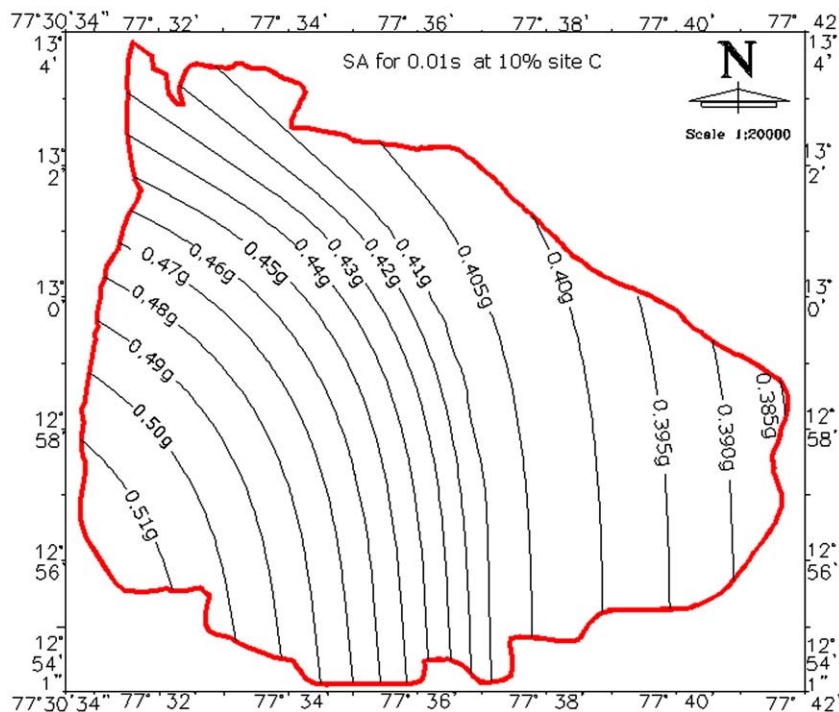 77° 30' 34" 77° 32' 77° 34' 77° 36' 77° 38' 77° 40' 77° 42
13° 4' 13° 4'
SA for 0.01s at 10% site C
N
Scale 1:20000
13° 2' 13° 2'
13° 0' 13° 0'
12° 58' 12° 58'
12° 56' 12° 56'
12° 54' 1" 12° 54' 1"
0.47g
0.46g
0.45g
0.44g
0.43g
0.42g
0.41g
0.405g
0.40g
0.48g
0.49g
0.50g
0.51g
0.395g
0.390g
0.385g
77° 30' 34" 77° 32' 77° 34' 77° 36' 77° 38' 77° 40' 77° 42